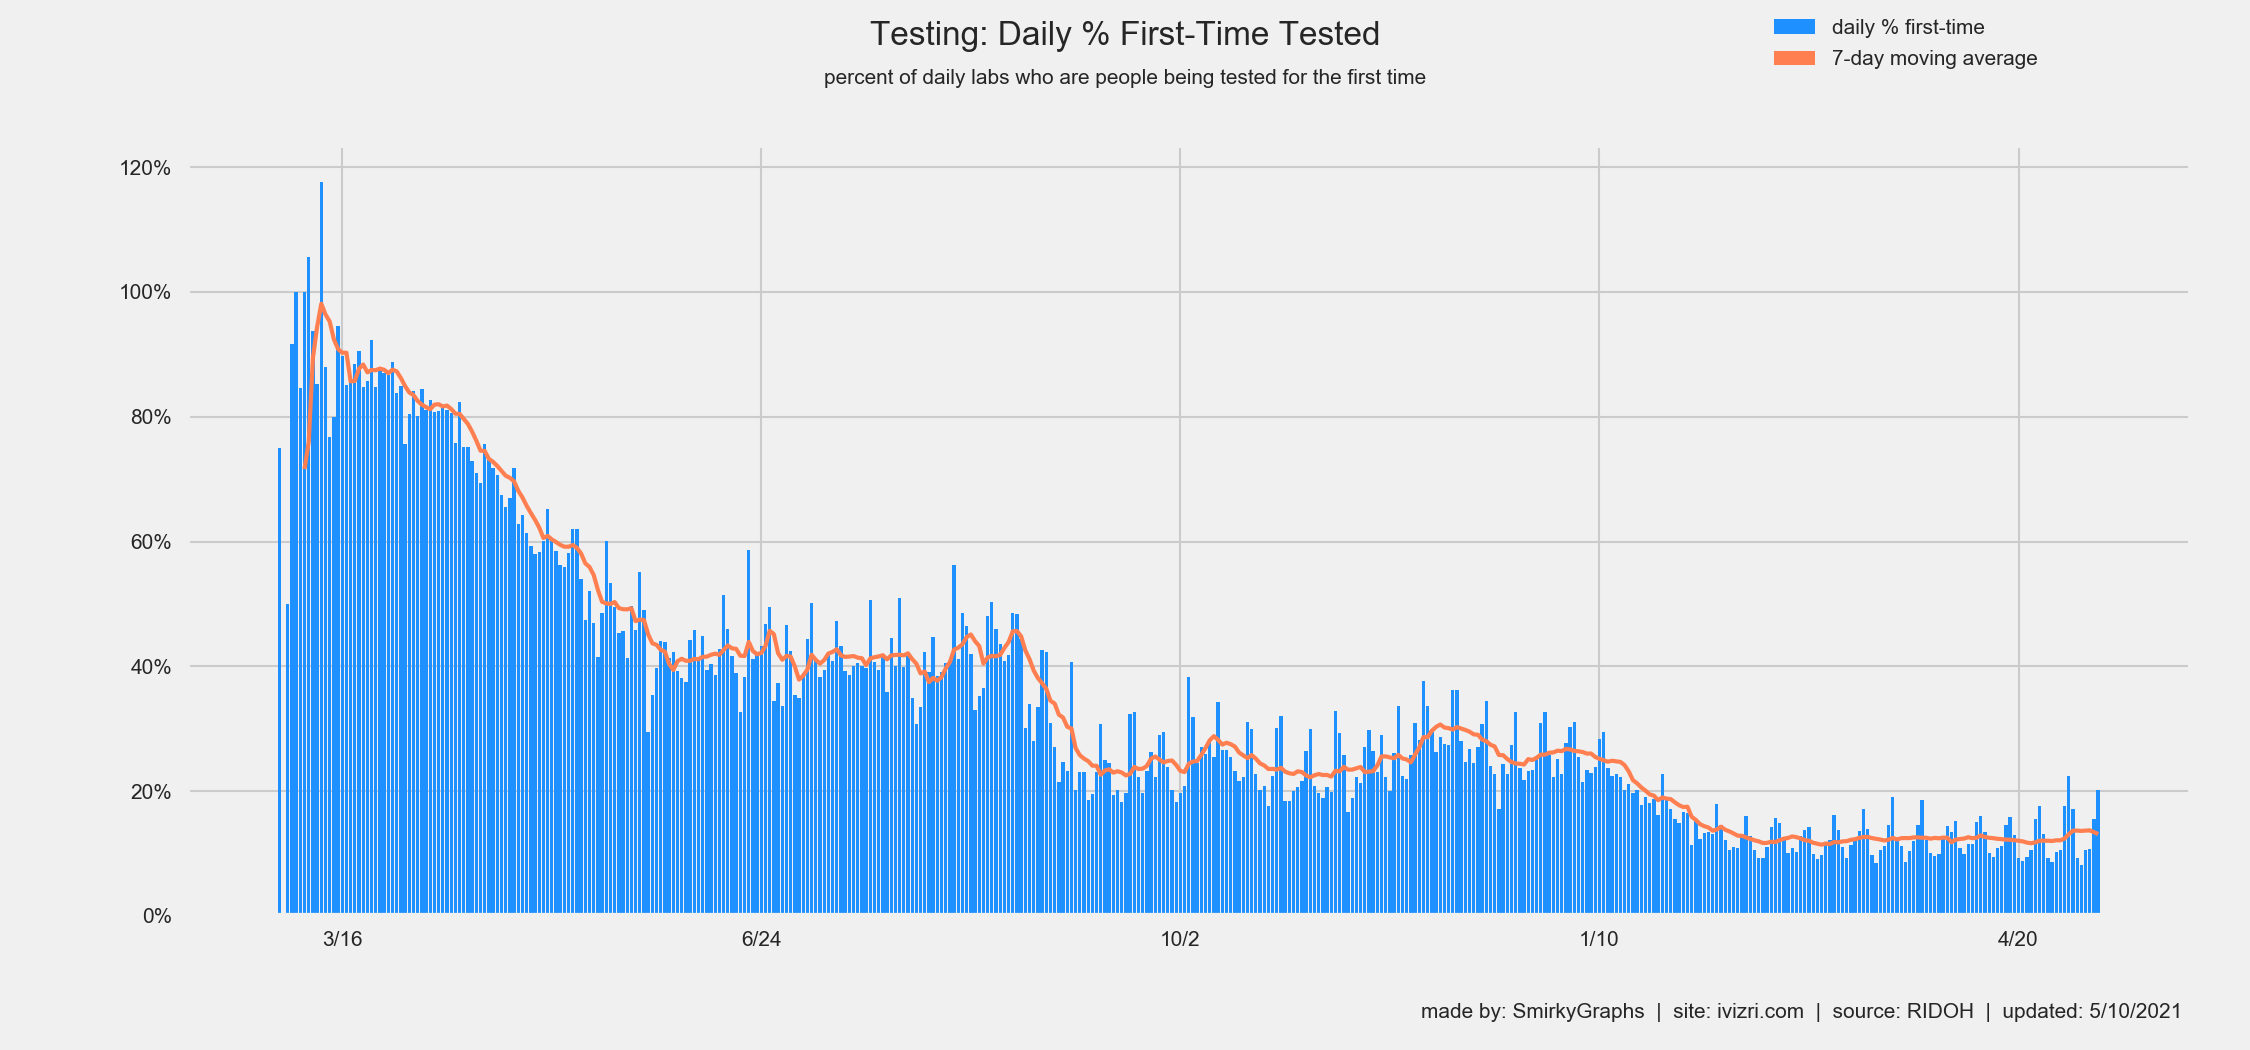 Testing: Daily % First-Time Tested
percent of daily labs who are people being tested for the first time
daily % first-time
7-day moving average
120%
100%
80%
60%
40%
20%
0%
3/16 6/24 10/2 1/10 4/20
made by: SmirkyGraphs | site: ivizri.com | source: RIDOH | updated: 5/10/2021